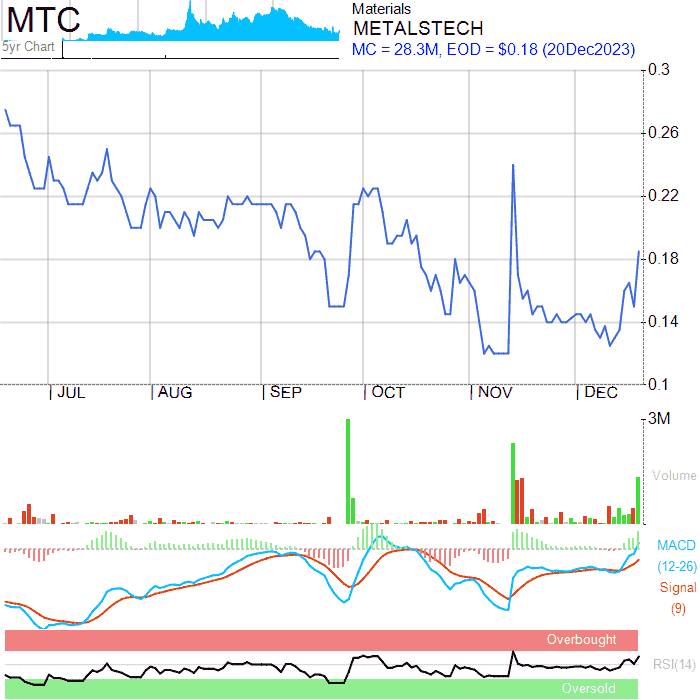 MTC
5yr Chart
Materials
METALSTECH
MC = 28.3M, EOD = $0.18 (20Dec2023)
0.3
0.26
0.22
0.18
0.14
0.1
JUL AUG SEP OCT NOV DEC
3M
Volume
MACD
(12-26)
Signal
(9)
Overbought
RSI(14)
Oversold